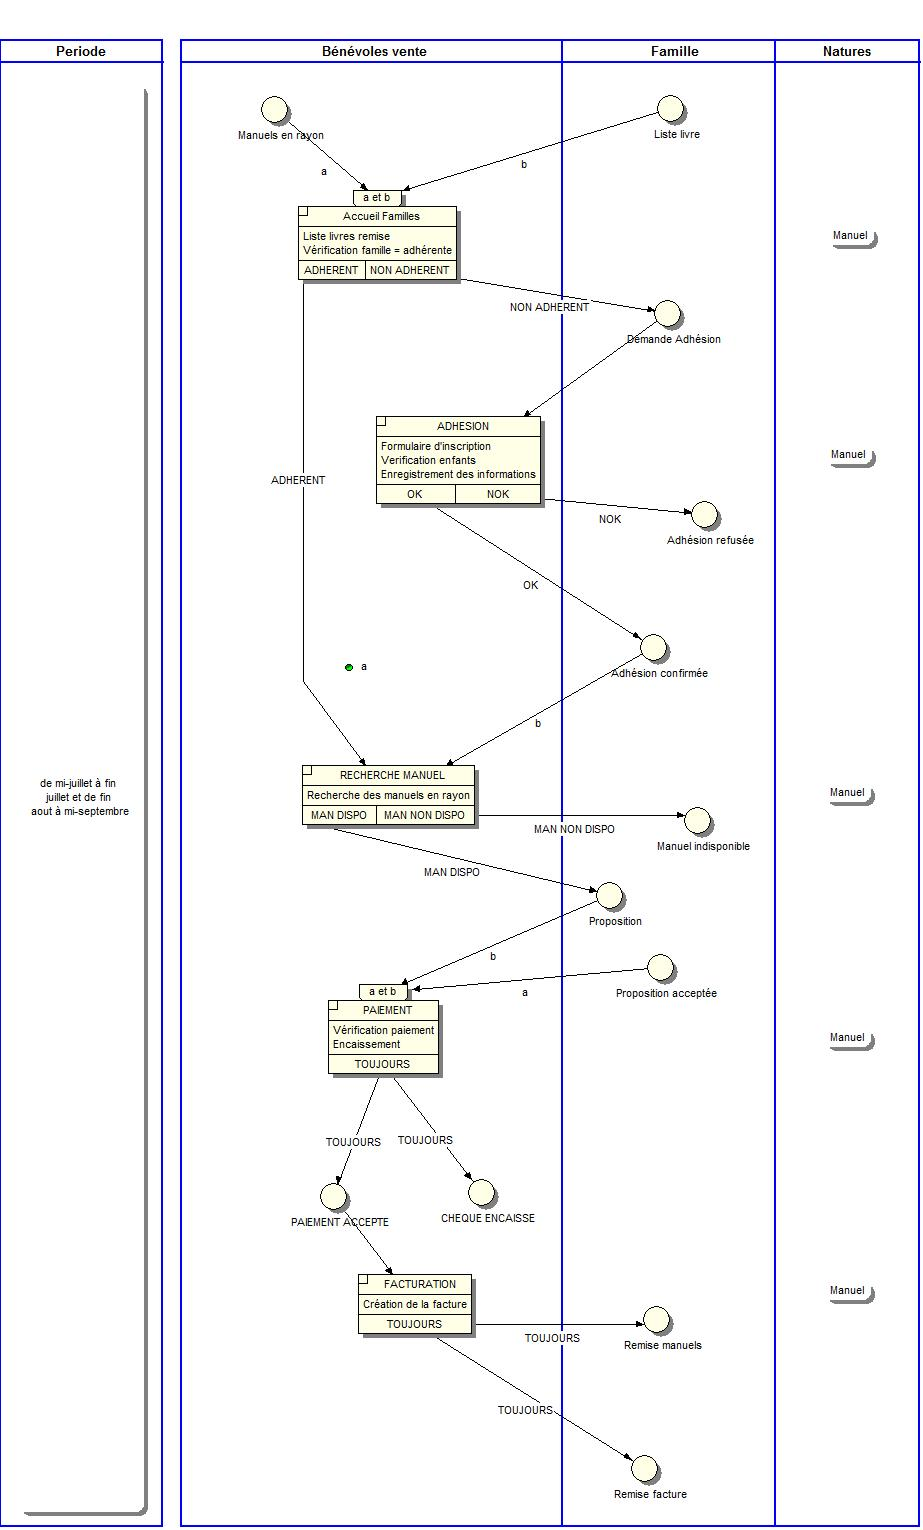 Periode
Bénévoles vente
Famille
Natures
Manuels en rayon
Liste livre
a
b
a et b
Accueil Familles
Liste livres remise
Vérification famille = adhérente
ADHERENT
NON ADHERENT
Manuel
NON ADHERENT
Demande Adhésion
ADHESION
Formulaire d'inscription
Verification enfants
Enregistrement des informations
OK
NOK
Manuel
ADHERENT
NOK
Adhésion refusée
OK
a
Adhésion confirmée
b
RECHERCHE MANUEL
Recherche des manuels en rayon
MAN DISPO
MAN NON DISPO
Manuel
de mi-juillet à fin
juillet et de fin
aout à mi-septembre
MAN NON DISPO
Manuel indisponible
MAN DISPO
Proposition
b
a
Proposition acceptée
a et b
PAIEMENT
Vérification paiement
Encaissement
TOUJOURS
Manuel
TOUJOURS
TOUJOURS
PAIEMENT ACCEPTE
CHEQUE ENCAISSE
FACTURATION
Création de la facture
TOUJOURS
Manuel
TOUJOURS
Remise manuels
TOUJOURS
Remise facture